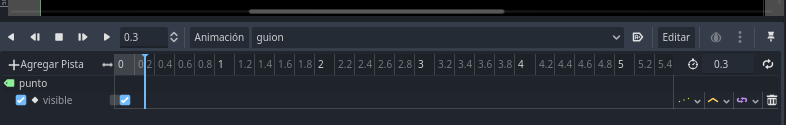 0.3 Animación guion Editar
Agregar Pista 0 0.2 0.4 0.6 0.8 1 1.2 1.4 1.6 1.8 2 2.2 2.4 2.6 2.8 3 3.2 3.4 3.6 3.8 4 4.2 4.4 4.6 4.8 5 5.2 5.4 0.3
punto
visible